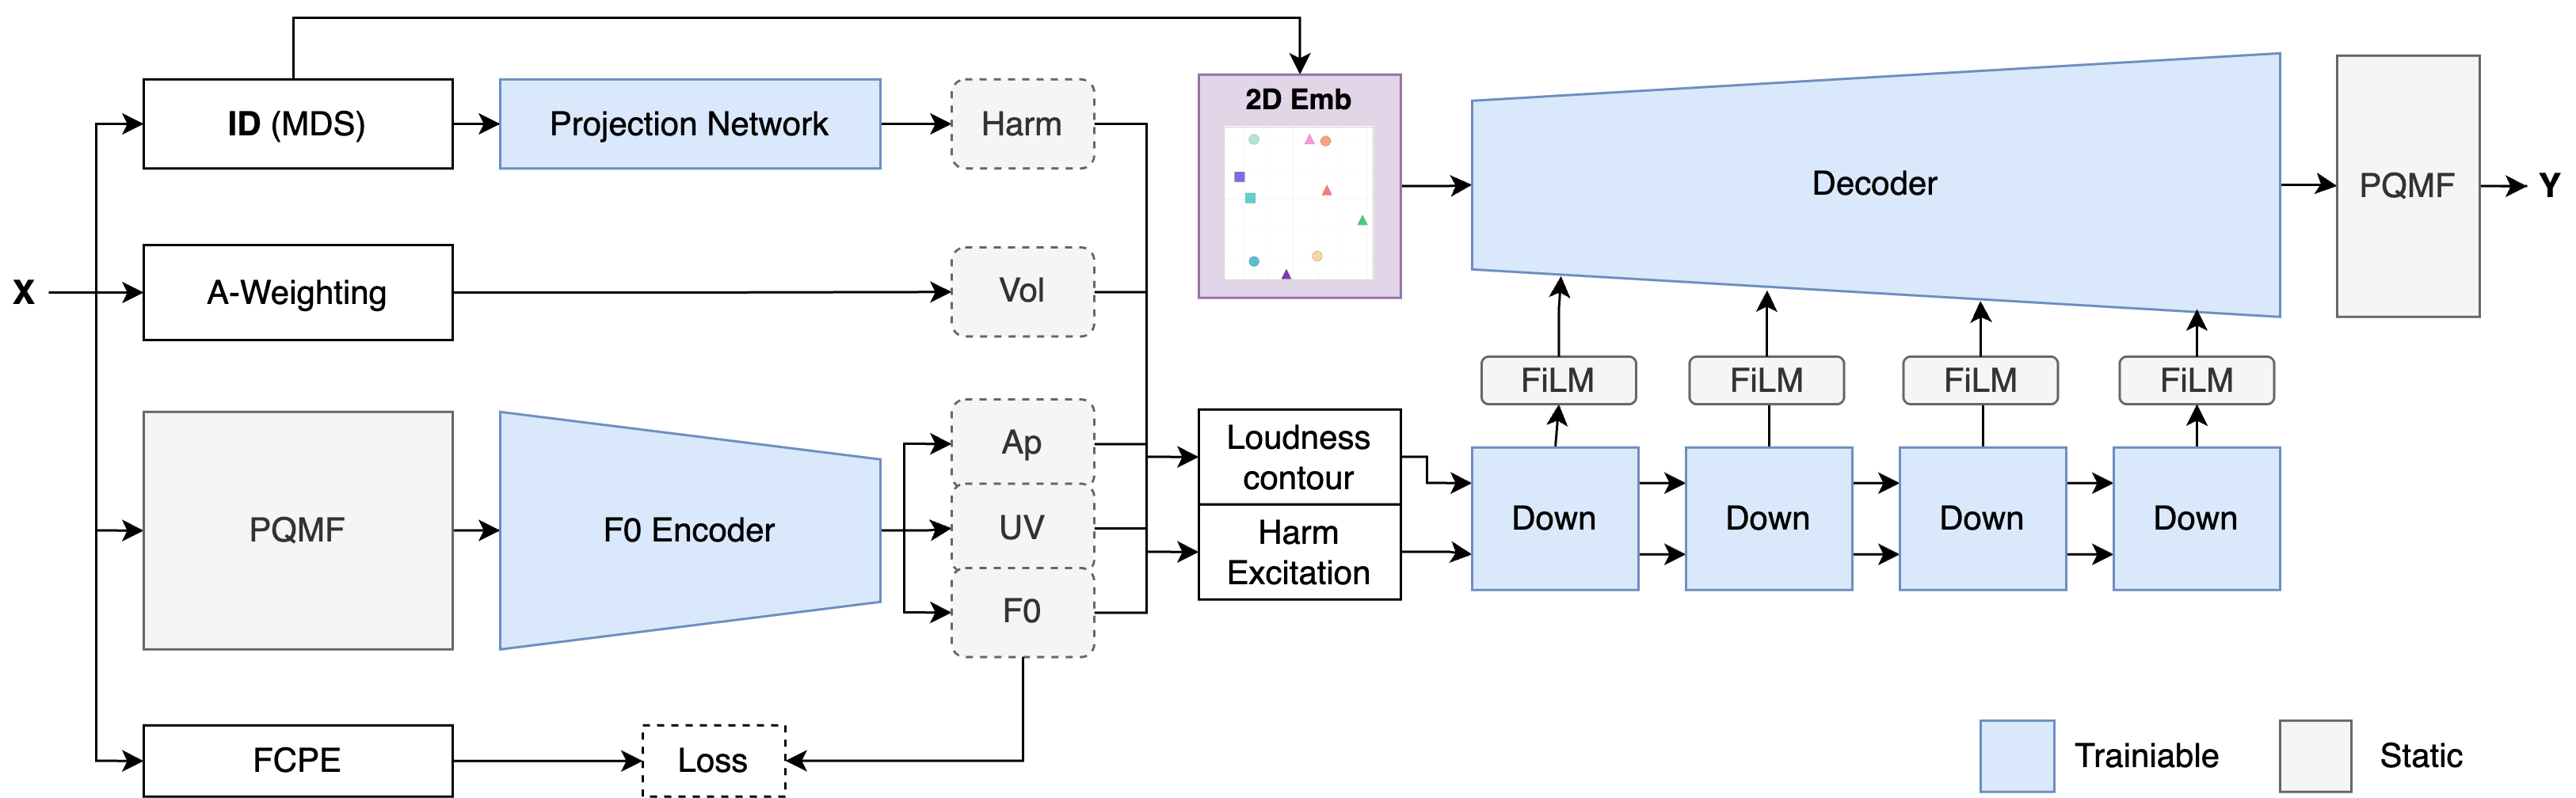 X
ID (MDS)
Projection Network
Harm
A-Weighting
Vol
PQMF
F0 Encoder
Ap
UV
F0
FCPE
Loss
2D Emb
Loudness
contour
Harm
Excitation
Decoder
PQMF
Y
FiLM
FiLM
FiLM
FiLM
Down
Down
Down
Down
Trainiable
Static